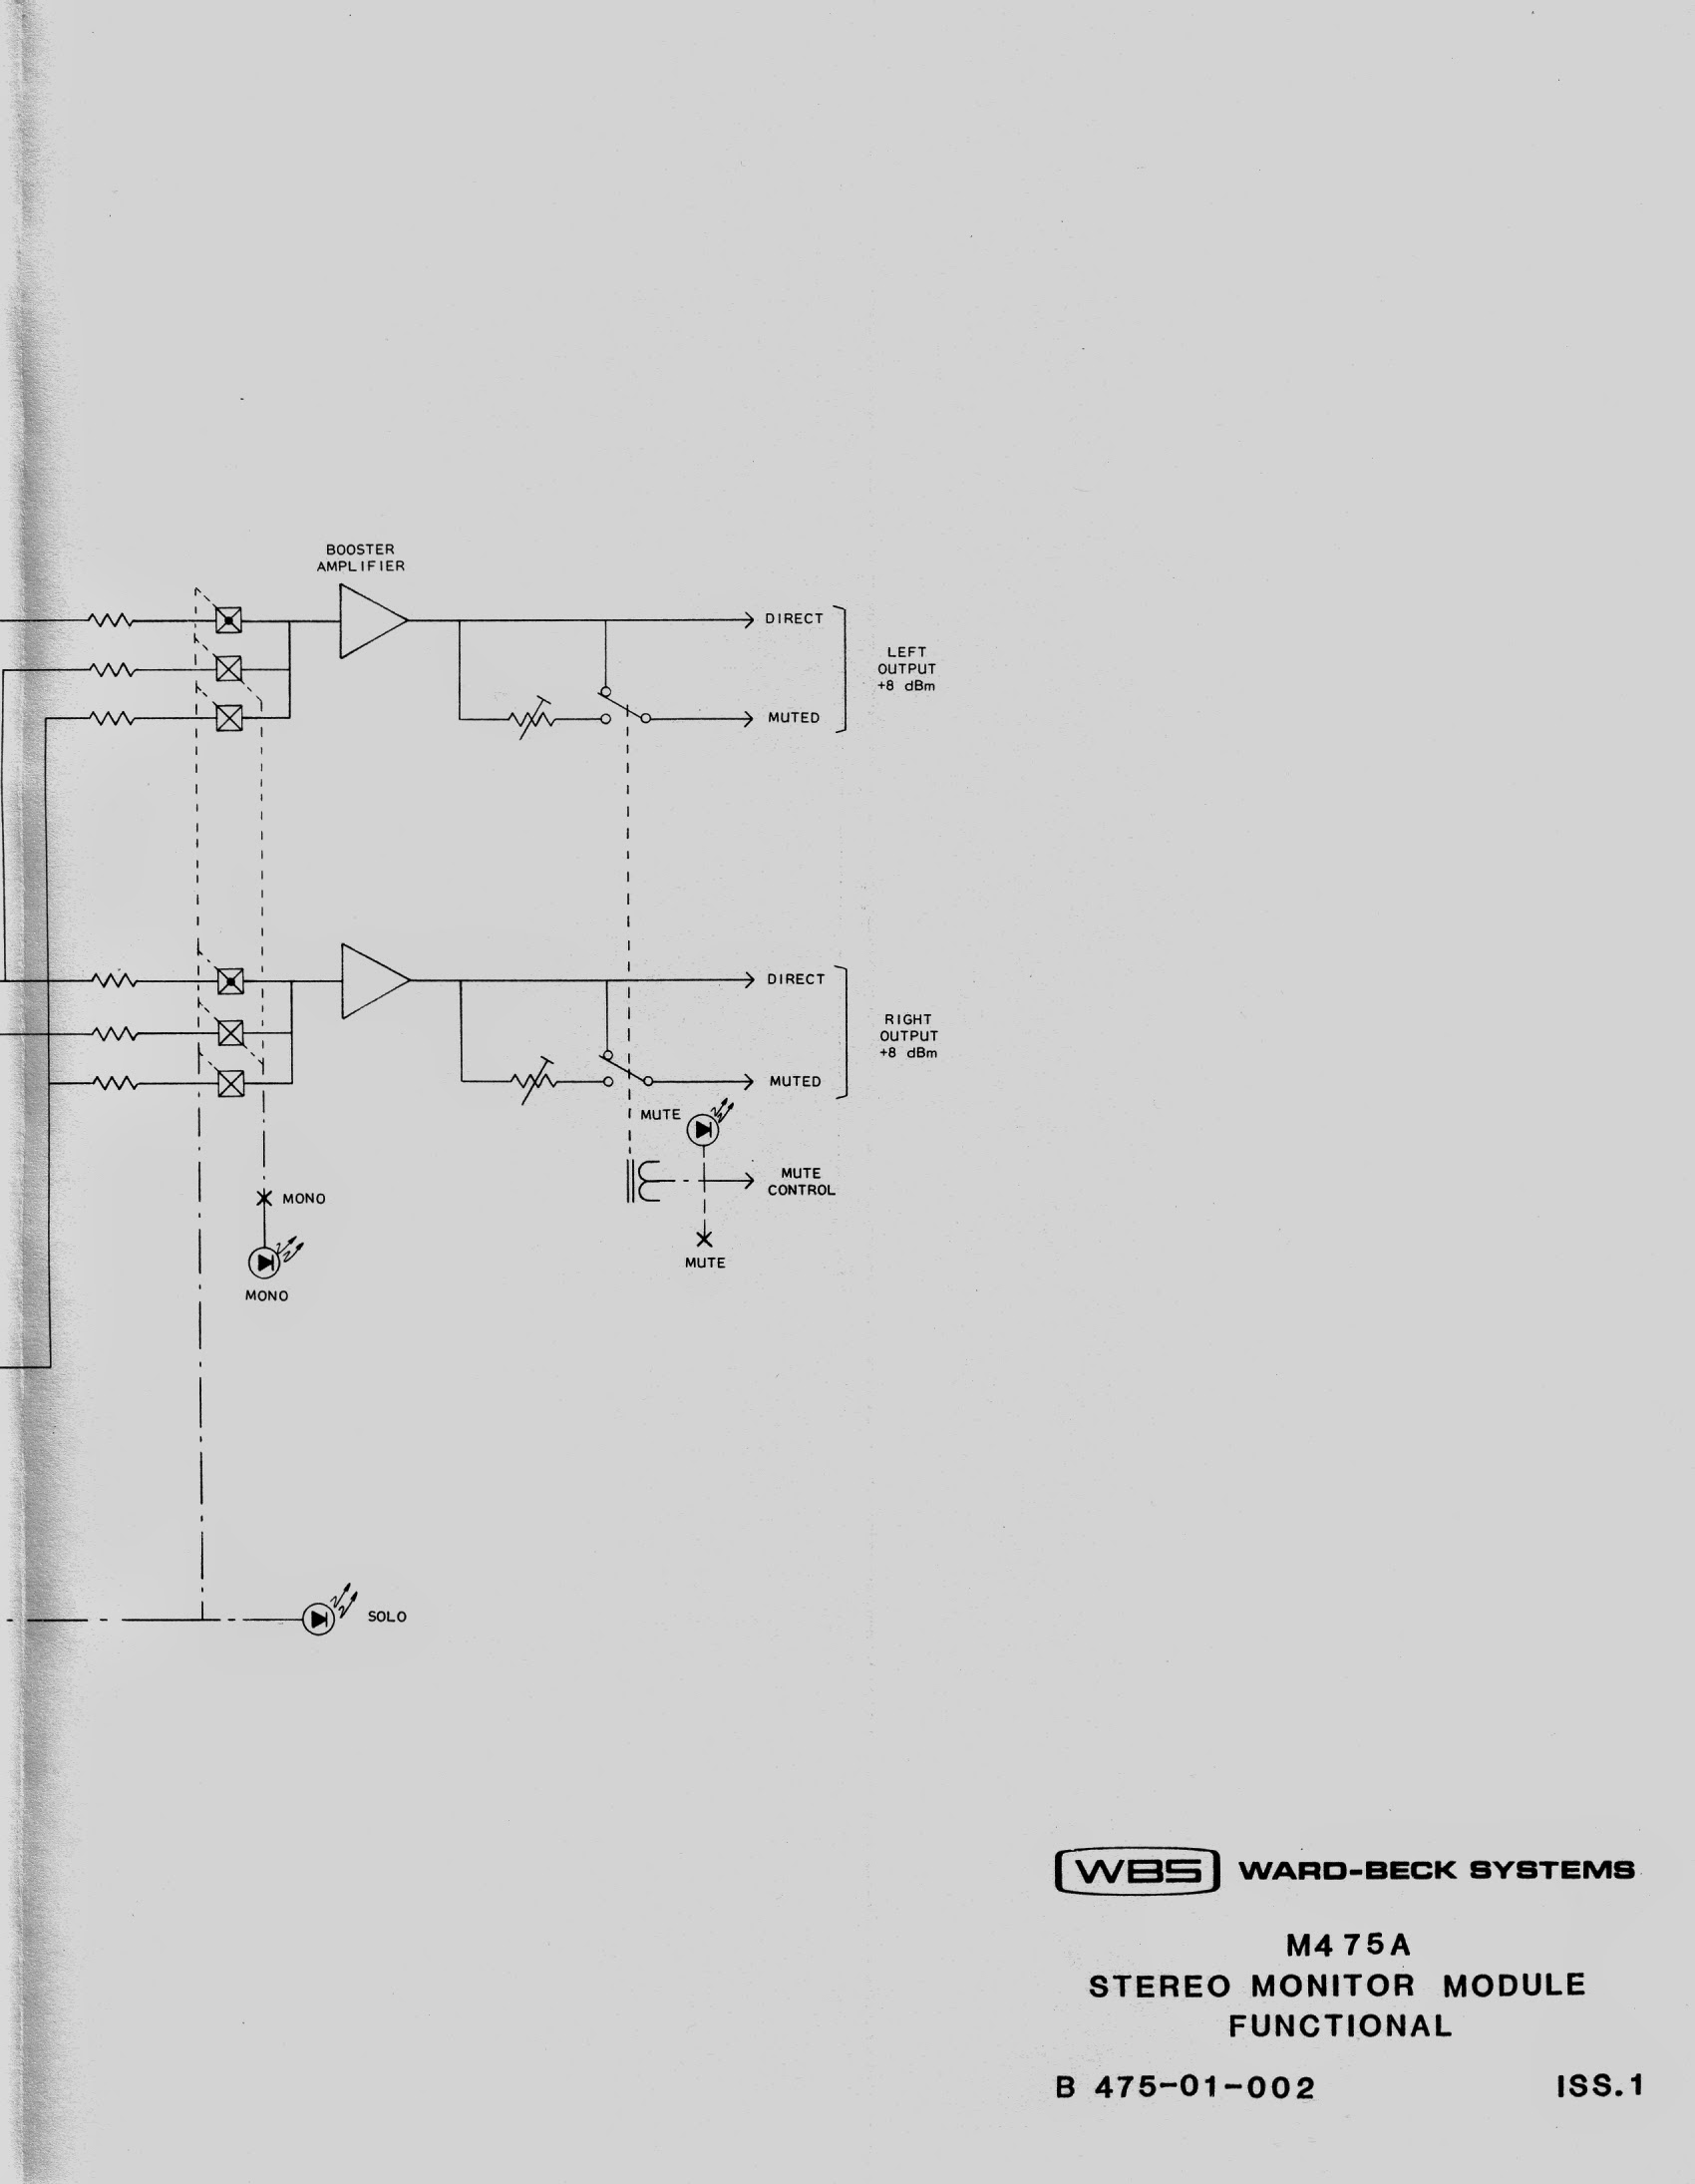 BOOSTER
AMPLIFIER
DIRECT
LEFT
OUTPUT
+8 dBm
MUTED
DIRECT
RIGHT
OUTPUT
+8 dBm
MUTED
MUTE
MUTE
CONTROL
MONO
MUTE
MONO
SOLO
WBS WARD-BECK SYSTEMS
M475A
STEREO MONITOR MODULE
FUNCTIONAL
B 475-01-002 ISS.1